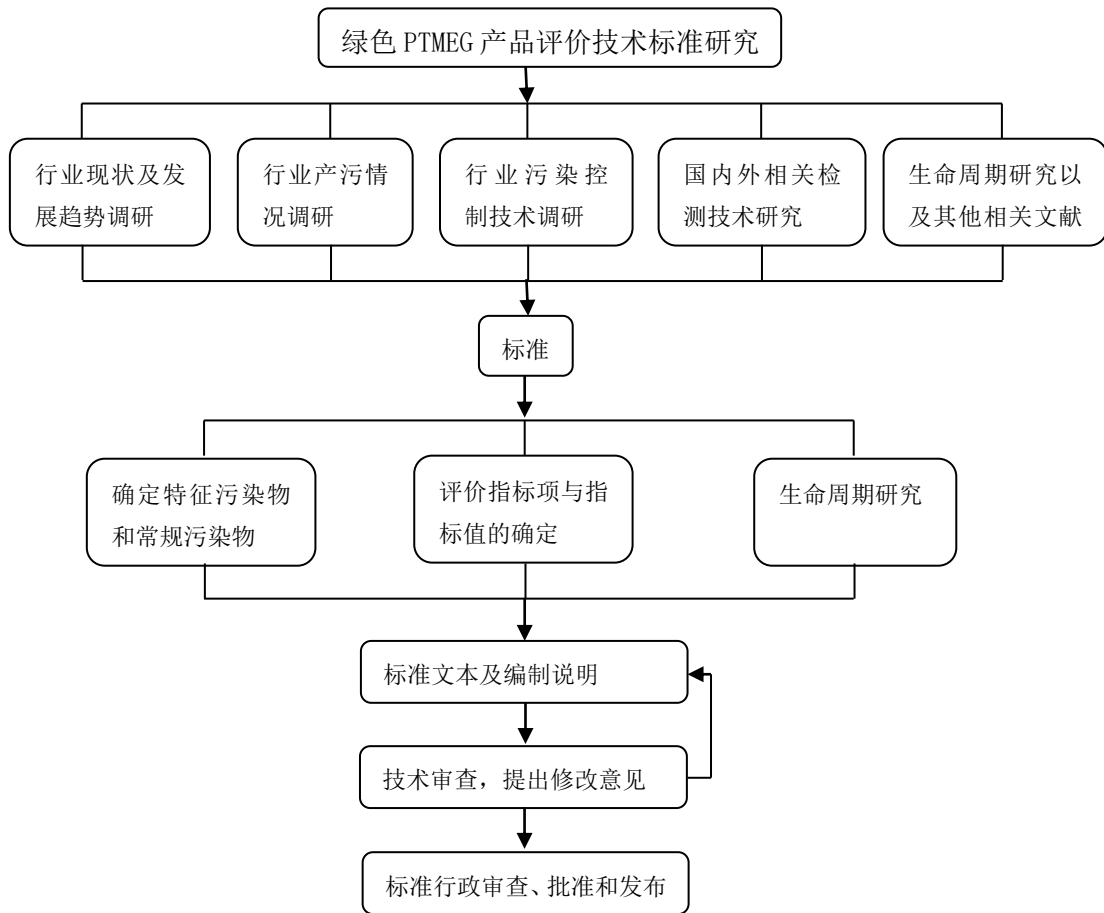 绿色 PTMEG 产品评价技术标准研究
行业现状及发
展趋势调研
行业产污情
况调研
行业污染控
制技术调研
国内外相关检
测技术研究
生命周期研究以
及其他相关文献
标准
确定特征污染物
和常规污染物
评价指标项与指
标值的确定
生命周期研究
标准文本及编制说明
技术审查，提出修改意见
标准行政审查、批准和发布